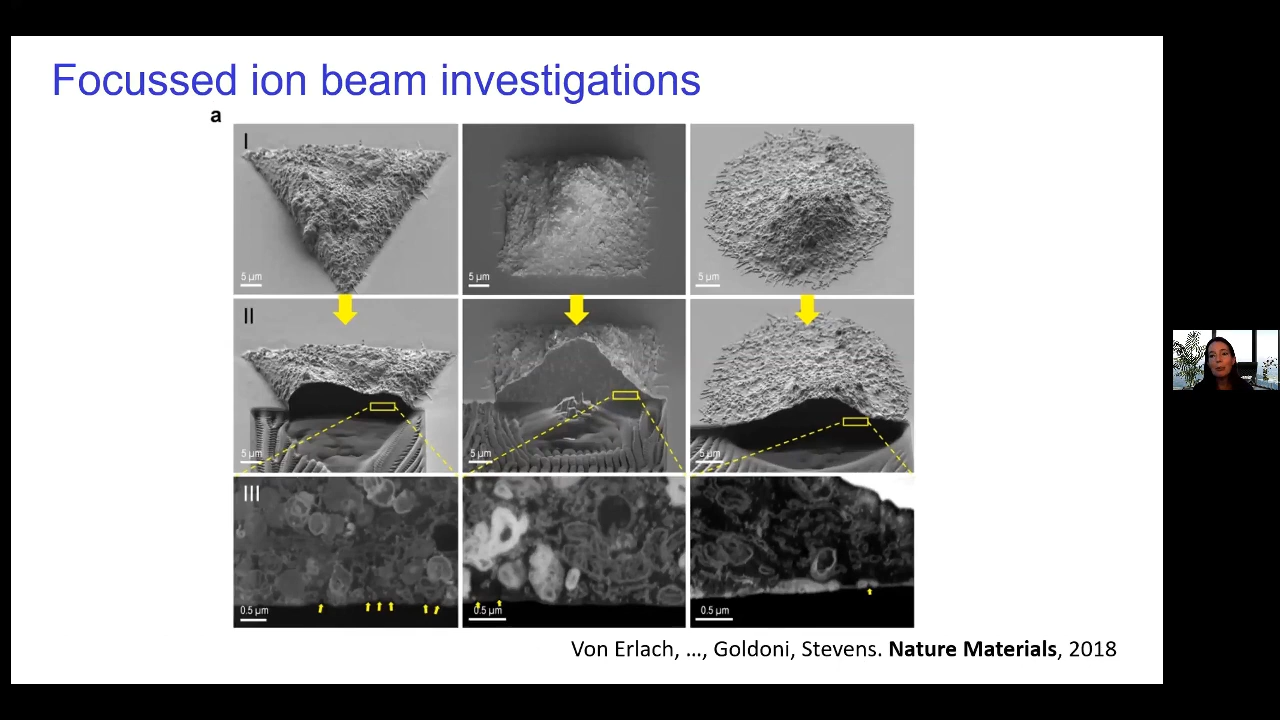 Focussed ion beam investigations
a
I
5 µm
5 µm
5 µm
II
5 µm
5 µm
5 µm
III
0.5 µm
0.5 µm
0.5 µm
Von Erlach, ..., Goldoni, Stevens. Nature Materials, 2018